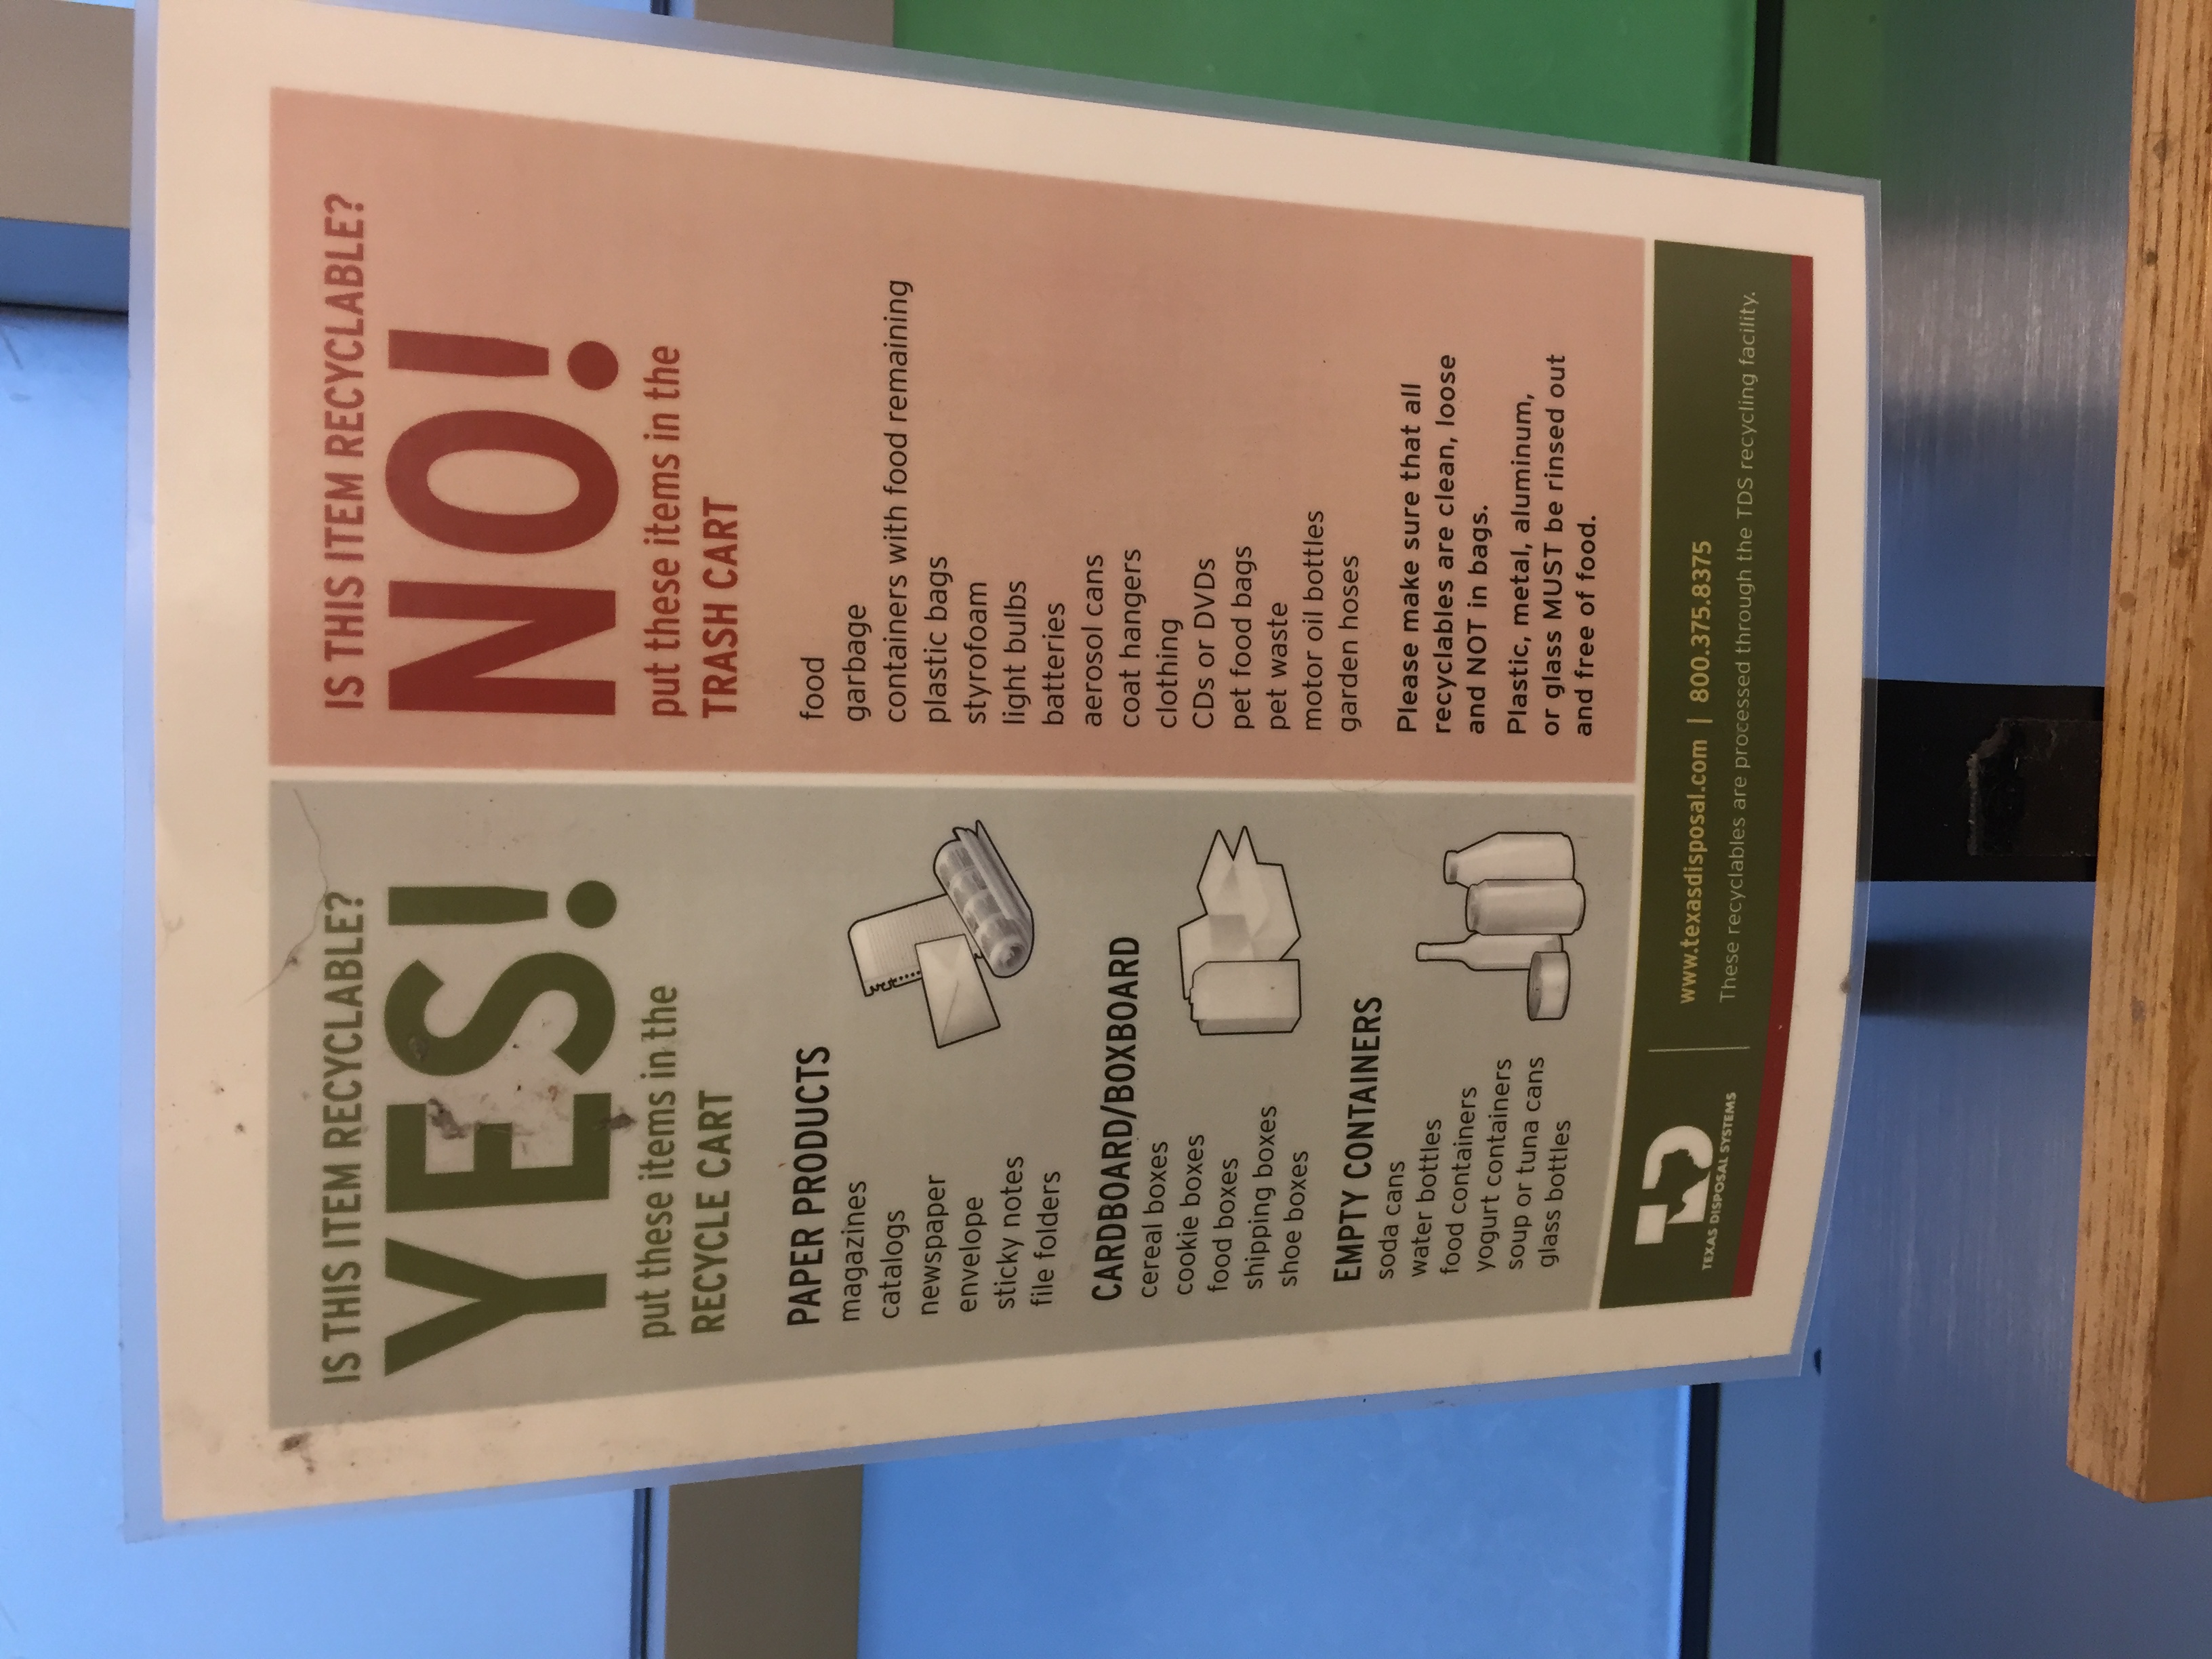 IS THIS ITEM RECYCLABLE?
YES!
put these items in the
RECYCLE CART
PAPER PRODUCTS
magazines
catalogs
newspaper
envelope
sticky notes
file folders
CARDBOARD/BOXBOARD
cereal boxes
cookie boxes
food boxes
shipping boxes
shoe boxes
EMPTY CONTAINERS
soda cans
water bottles
food containers
yogurt containers
soup or tuna cans
glass bottles
IS THIS ITEM RECYCLABLE?
NO!
put these items in the
TRASH CART
food
garbage
containers with food remaining
plastic bags
styrofoam
light bulbs
batteries
aerosol cans
coat hangers
clothing
CDs or DVDs
pet food bags
pet waste
motor oil bottles
garden hoses
Please make sure that all
recyclables are clean, loose
and NOT in bags.
Plastic, metal, aluminum,
or glass MUST be rinsed out
and free of food.
TD
TEXAS DISPOSAL SYSTEMS
www.texasdisposal.com | 800.375.8375
These recyclables are processed through the TDS recycling facility.